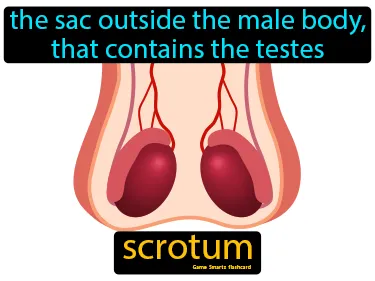 the sac outside the male body,
that contains the testes
scrotum
Game Smarts flashcard